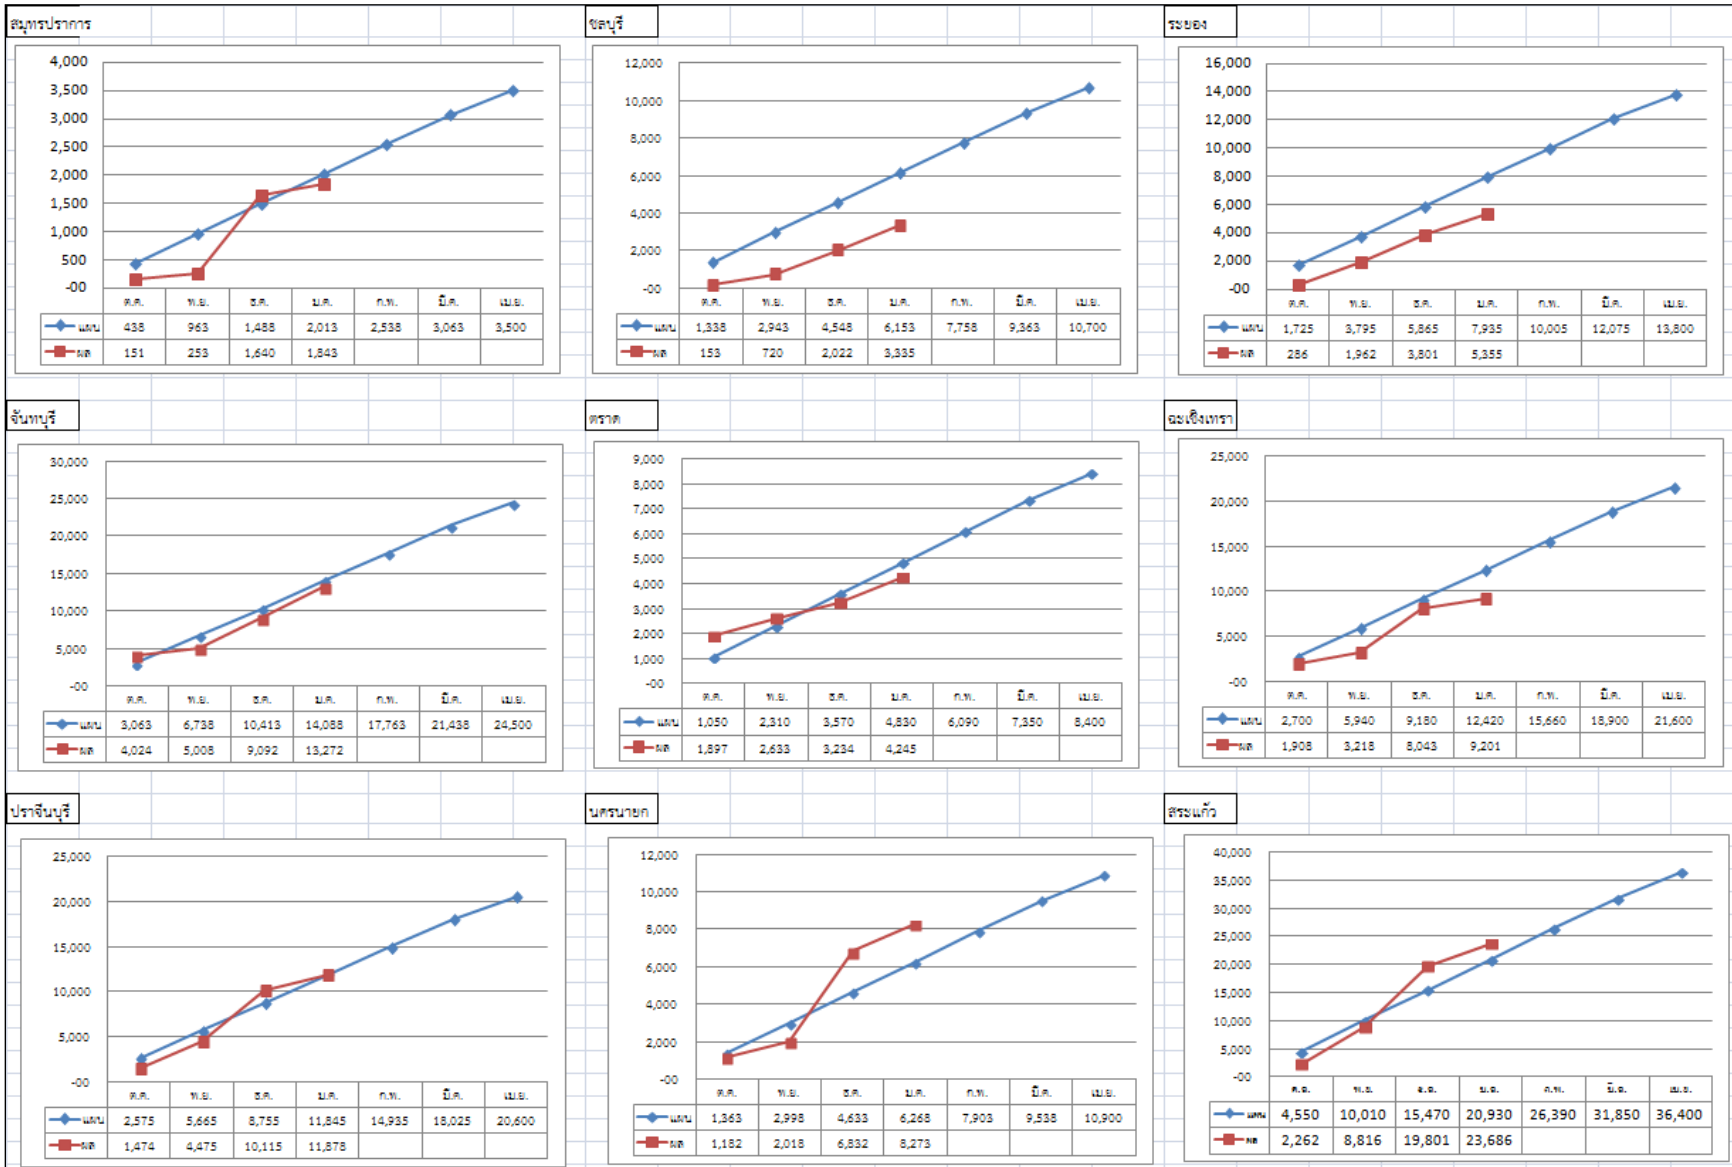 สมุทรปราการ
4,000
3,500
3,000
2,500
2,000
1,500
1,000
500
-00
ต.ค. พ.ย. ธ.ค. ม.ค. ก.พ. มี.ค. เม.ย.
แผน 438 963 1,488 2,013 2,538 3,063 3,500
ผล 151 253 1,640 1,843
ชลบุรี
12,000
10,000
8,000
6,000
4,000
2,000
-00
ต.ค. พ.ย. ธ.ค. ม.ค. ก.พ. มี.ค. เม.ย.
แผน 1,338 2,943 4,548 6,153 7,758 9,363 10,700
ผล 153 720 2,022 3,335
ระยอง
16,000
14,000
12,000
10,000
8,000
6,000
4,000
2,000
-00
ต.ค. พ.ย. ธ.ค. ม.ค. ก.พ. มี.ค. เม.ย.
แผน 1,725 3,795 5,865 7,935 10,005 12,075 13,800
ผล 286 1,962 3,801 5,355
จันทบุรี
30,000
25,000
20,000
15,000
10,000
5,000
-00
ต.ค. พ.ย. ธ.ค. ม.ค. ก.พ. มี.ค. เม.ย.
แผน 3,063 6,738 10,413 14,088 17,763 21,438 24,500
ผล 4,024 5,008 9,092 13,272
ตราด
9,000
8,000
7,000
6,000
5,000
4,000
3,000
2,000
1,000
-00
ต.ค. พ.ย. ธ.ค. ม.ค. ก.พ. มี.ค. เม.ย.
แผน 1,050 2,310 3,570 4,830 6,090 7,350 8,400
ผล 1,897 2,633 3,234 4,245
ฉะเชิงเทรา
25,000
20,000
15,000
10,000
5,000
-00
ต.ค. พ.ย. ธ.ค. ม.ค. ก.พ. มี.ค. เม.ย.
แผน 2,700 5,940 9,180 12,420 15,660 18,900 21,600
ผล 1,908 3,218 8,043 9,201
ปราจีนบุรี
25,000
20,000
15,000
10,000
5,000
-00
ต.ค. พ.ย. ธ.ค. ม.ค. ก.พ. มี.ค. เม.ย.
แผน 2,575 5,665 8,755 11,845 14,935 18,025 20,600
ผล 1,474 4,475 10,115 11,878
นครนายก
12,000
10,000
8,000
6,000
4,000
2,000
-00
ต.ค. พ.ย. ธ.ค. ม.ค. ก.พ. มี.ค. เม.ย.
แผน 1,363 2,998 4,633 6,268 7,903 9,538 10,900
ผล 1,182 2,018 6,832 8,273
สระแก้ว
40,000
35,000
30,000
25,000
20,000
15,000
10,000
5,000
-00
ต.ค. พ.ย. ธ.ค. ม.ค. ก.พ. มี.ค. เม.ย.
แผน 4,550 10,010 15,470 20,930 26,390 31,850 36,400
ผล 2,262 8,816 19,801 23,686